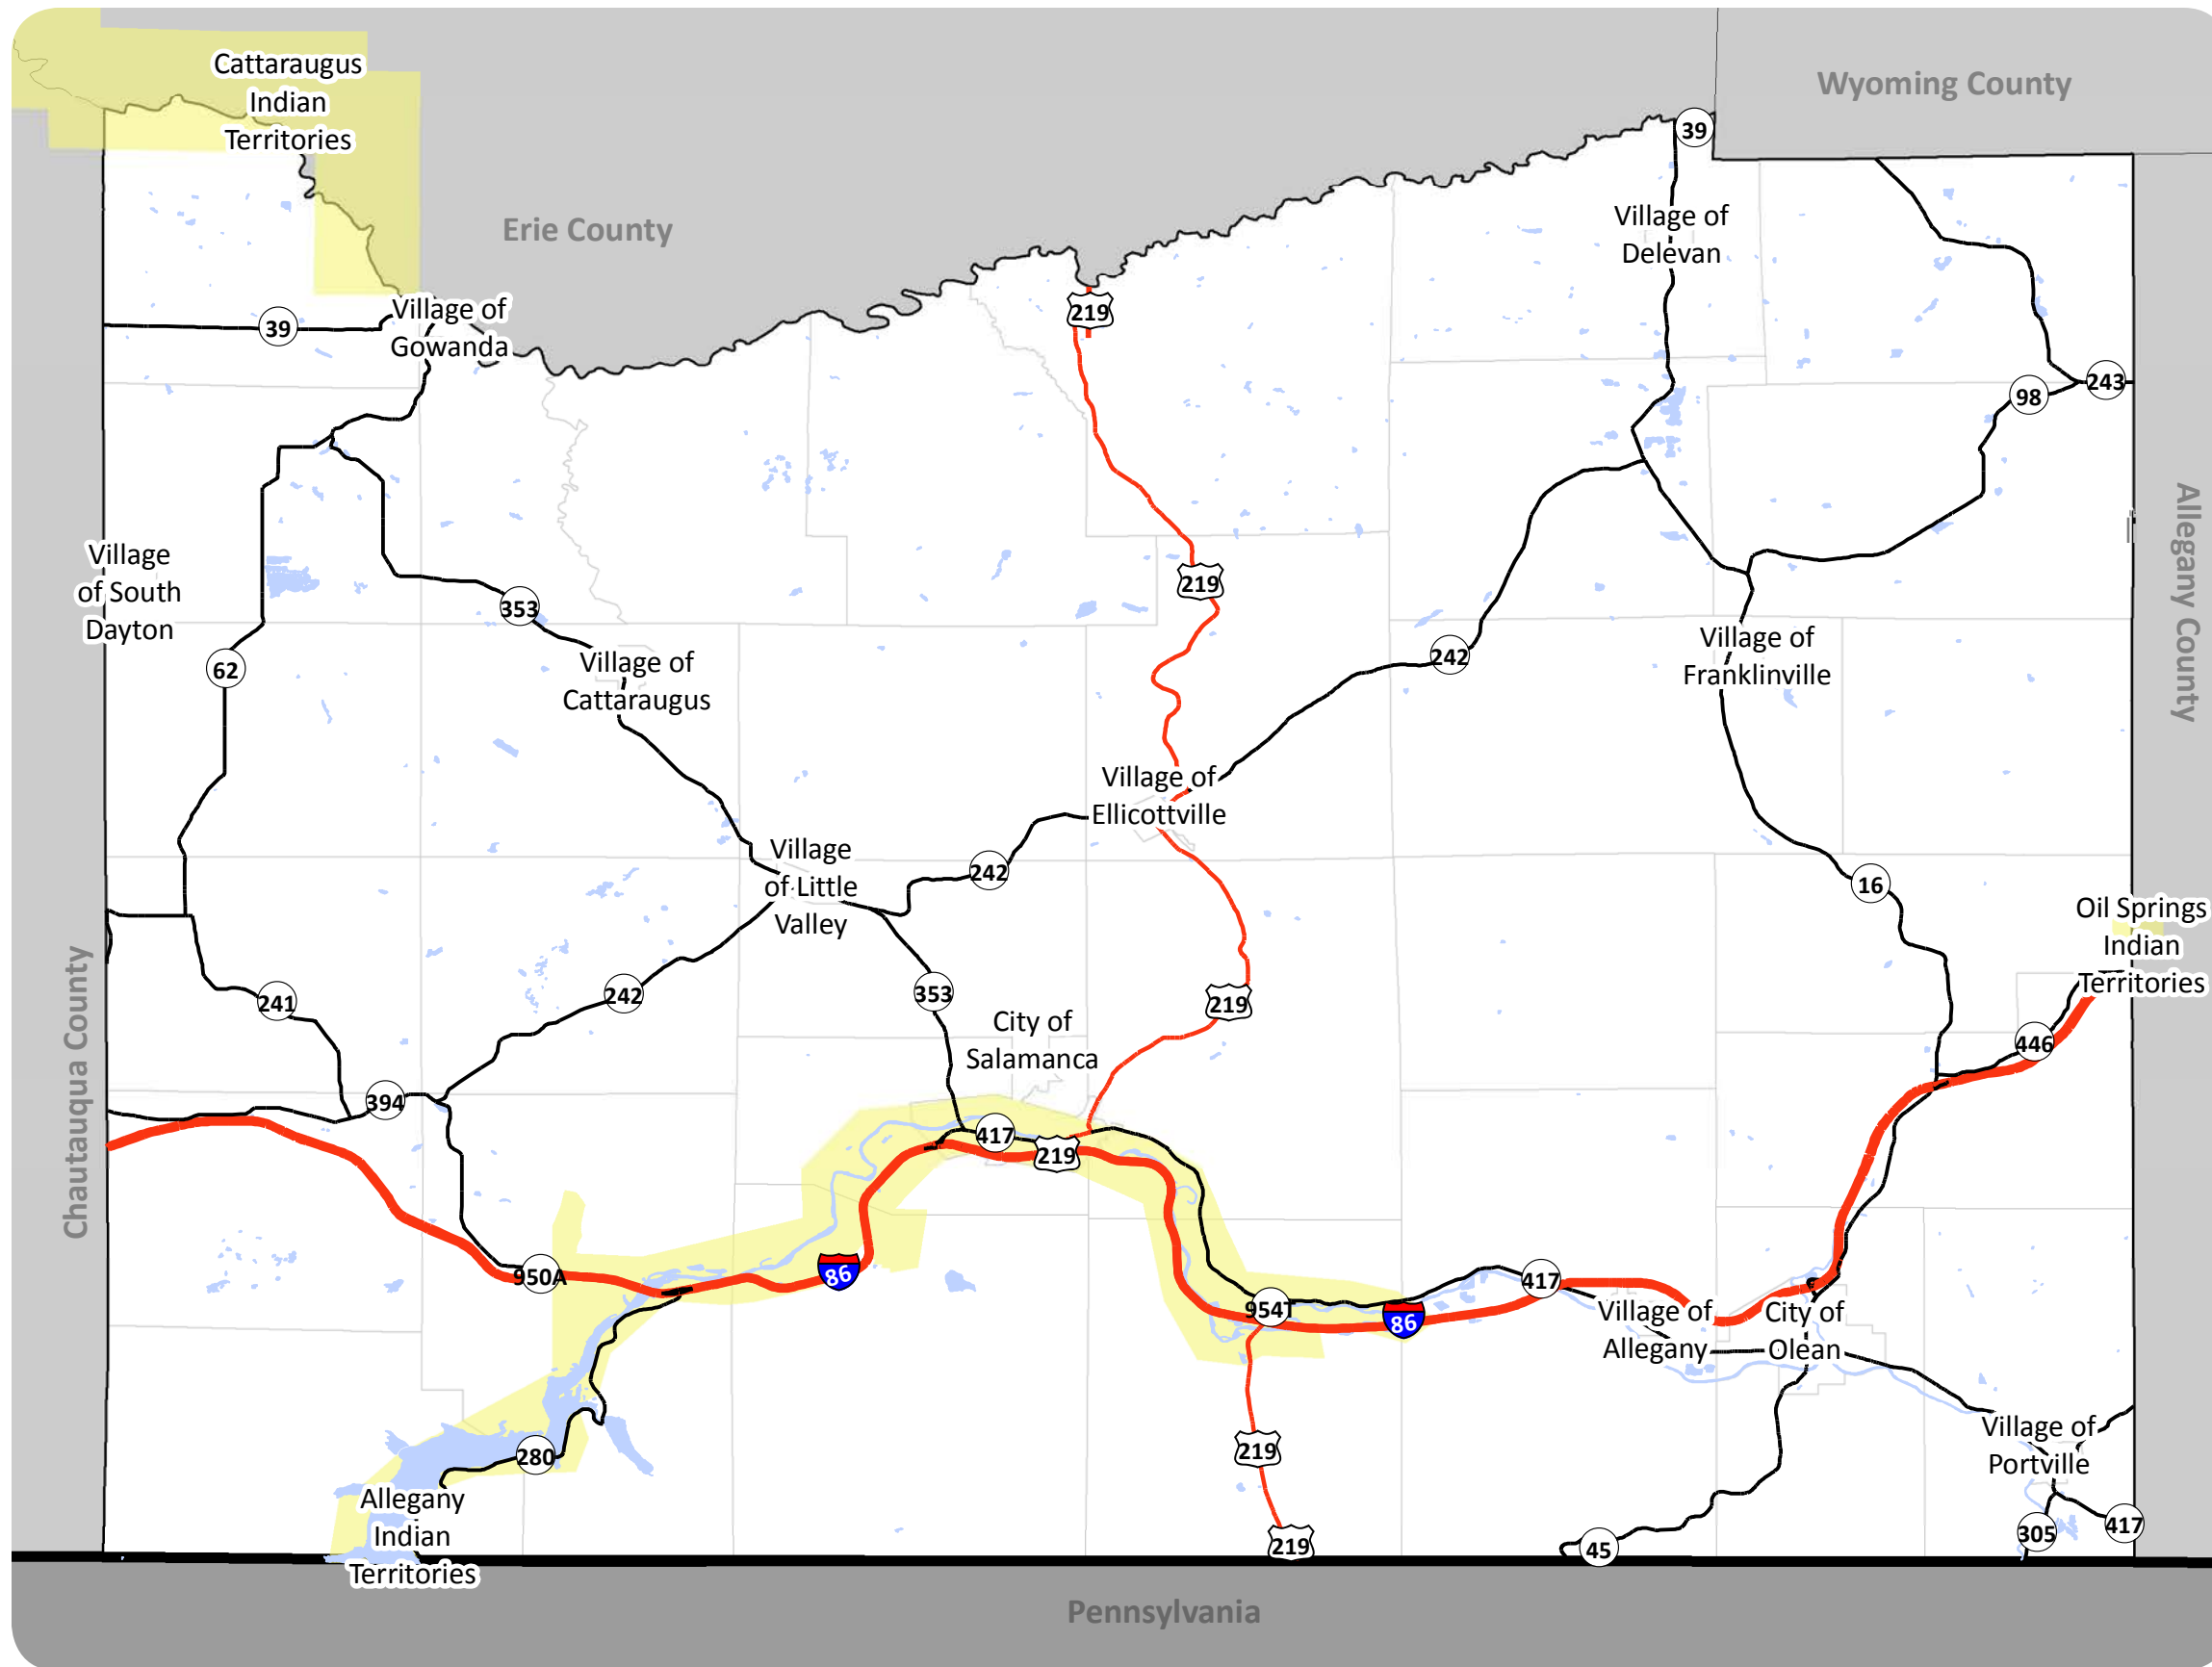 Cattaraugus
Indian
Territories
Wyoming County
39
Erie County
Village of
Delevan
Village of
Gowanda
39
219
243
98
Allegany County
Village
of South
Dayton
219
353
62
Village of
Cattaraugus
242
Village of
Franklinville
Village of
Ellicottville
Village
of Little
Valley
242
16
Oil Springs
Indian
Territories
Chautauqua County
241
242
353
219
City of
Salamanca
446
394
417
219
950A
86
417
954T
86
Village of
Allegany
City of
Olean
280
219
Village of
Portville
Allegany
Indian
Territories
219
45
305
417
Pennsylvania